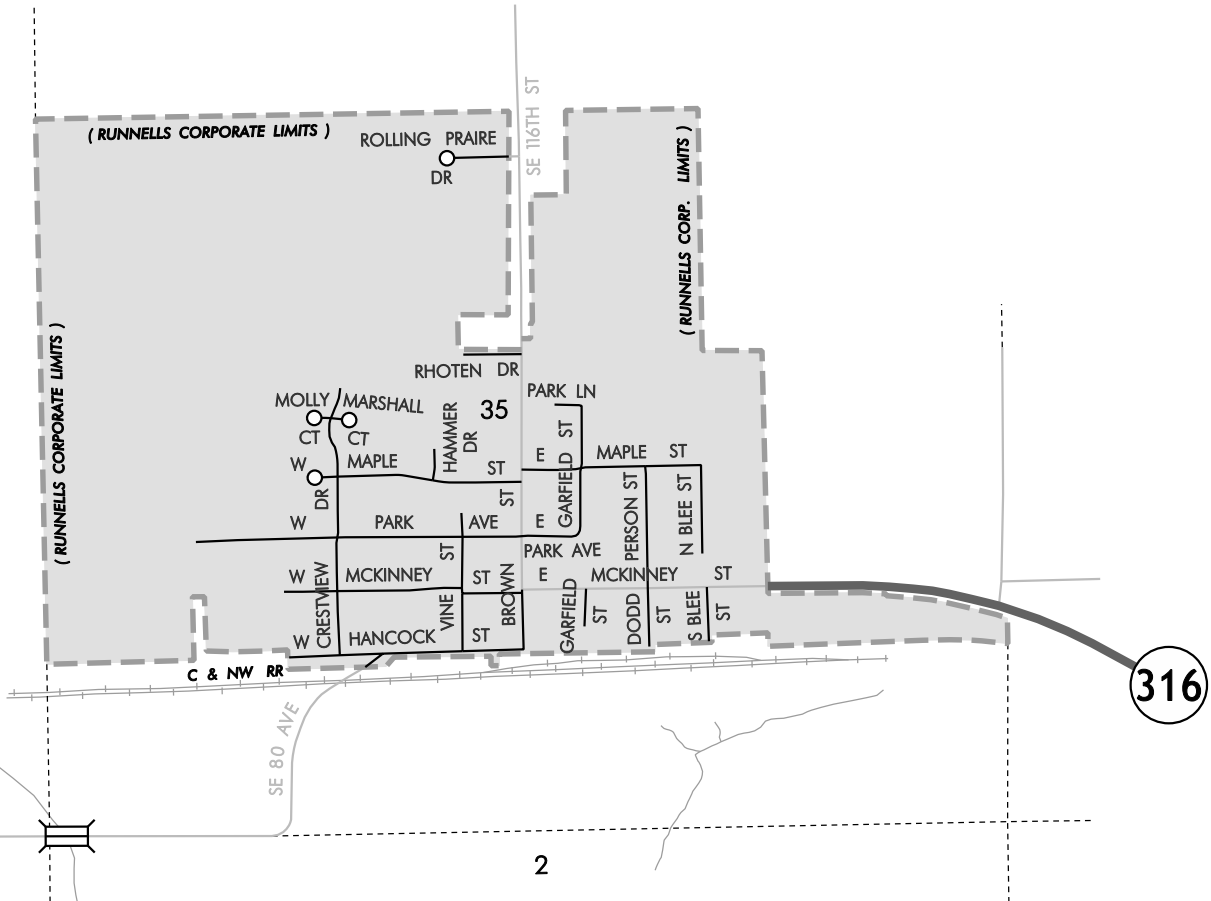 SE 116TH ST
( RUNNELLS CORPORATE LIMITS )
ROLLING PRAIRE
DR
( RUNNELLS CORP. LIMITS )
( RUNNELLS CORPORATE LIMITS )
RHOTEN DR
PARK LN
MOLLY MARSHALL
CT CT
35
HAMMER
DR
W MAPLE ST
E MAPLE ST
DR
ST
GARFIELD ST
PERSON ST
N BLEE ST
W PARK AVE E
PARK AVE
ST
W MCKINNEY ST
E MCKINNEY ST
CRESTVIEW
VINE
BROWN
GARFIELD
ST
DODD
ST
S BLEE
ST
W HANCOCK ST
C & NW RR
316
SE 80 AVE
2